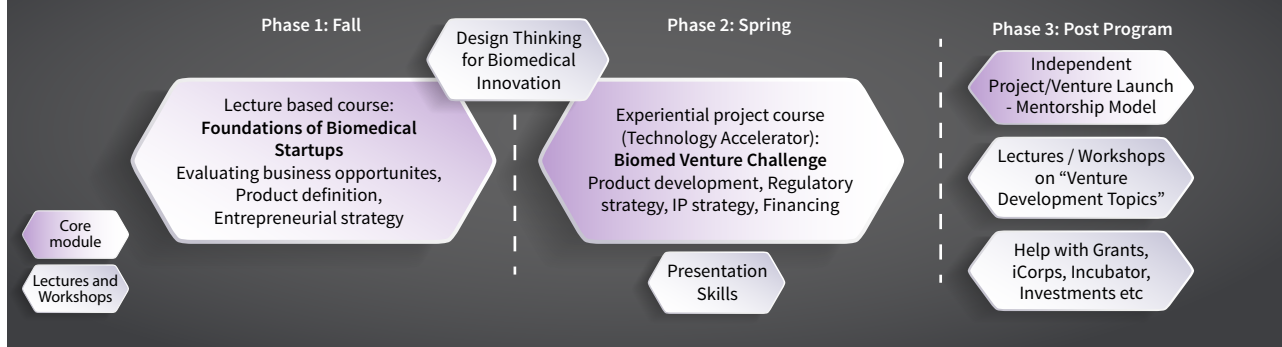 Phase 1: Fall
Design Thinking
for Biomedical
Innovation
Phase 2: Spring
Phase 3: Post Program
Lecture based course:
Foundations of Biomedical
Startups
Evaluating business opportunites,
Product definition,
Entrepreneurial strategy
Experiential project course
(Technology Accelerator):
Biomed Venture Challenge
Product development, Regulatory
strategy, IP strategy, Financing
Presentation
Skills
Independent
Project/Venture Launch
- Mentorship Model
Lectures / Workshops
on “Venture
Development Topics”
Help with Grants,
iCorps, Incubator,
Investments etc
Core
module
Lectures and
Workshops